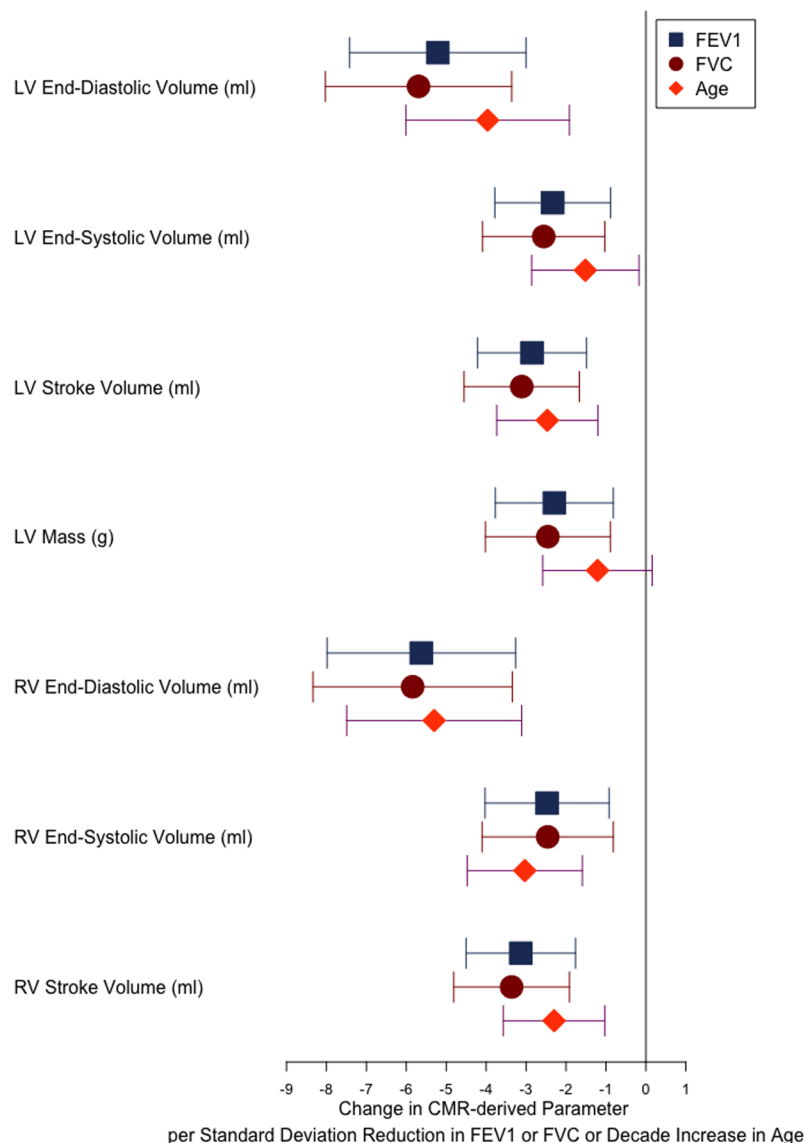 FEV1
FVC
Age
LV End-Diastolic Volume (ml)
LV End-Systolic Volume (ml)
LV Stroke Volume (ml)
LV Mass (g)
RV End-Diastolic Volume (ml)
RV End-Systolic Volume (ml)
RV Stroke Volume (ml)
-9 -8 -7 -6 -5 -4 -3 -2 -1 0 1
Change in CMR-derived Parameter
per Standard Deviation Reduction in FEV1 or FVC or Decade Increase in Age